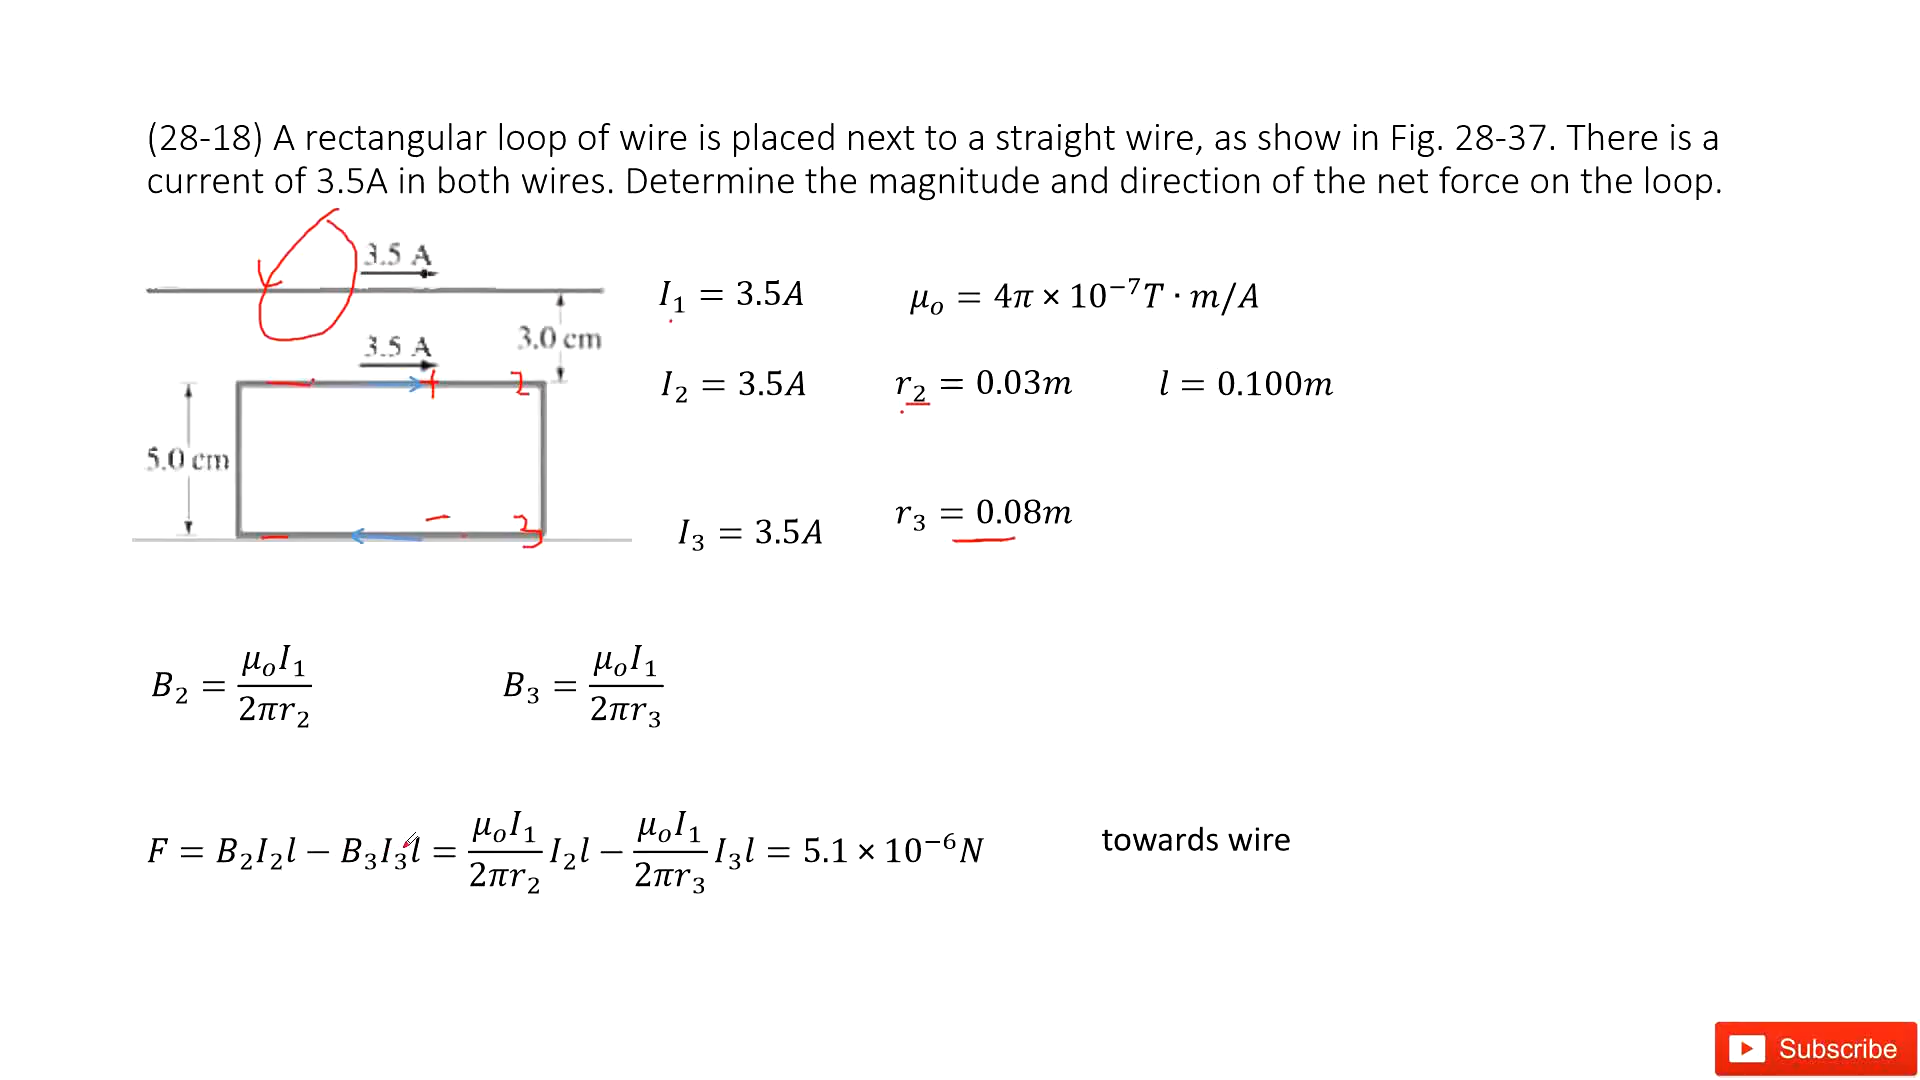 (28-18) A rectangular loop of wire is placed next to a straight wire, as show in Fig. 28-37. There is a
current of 3.5A in both wires. Determine the magnitude and direction of the net force on the loop.
3.5 A
I₁ = 3.5A
μₒ = 4π × 10⁻⁷T · m/A
3.0 cm
3.5 A
2
I₂ = 3.5A
r₂ = 0.03m
l = 0.100m
5.0 cm
3
I₃ = 3.5A
r₃ = 0.08m
B₂ = μₒI₁/2πr₂
B₃ = μₒI₁/2πr₃
F = B₂I₂l − B₃I₃l = μₒI₁/2πr₂ I₂l − μₒI₁/2πr₃ I₃l = 5.1 × 10⁻⁶N
towards wire
Subscribe